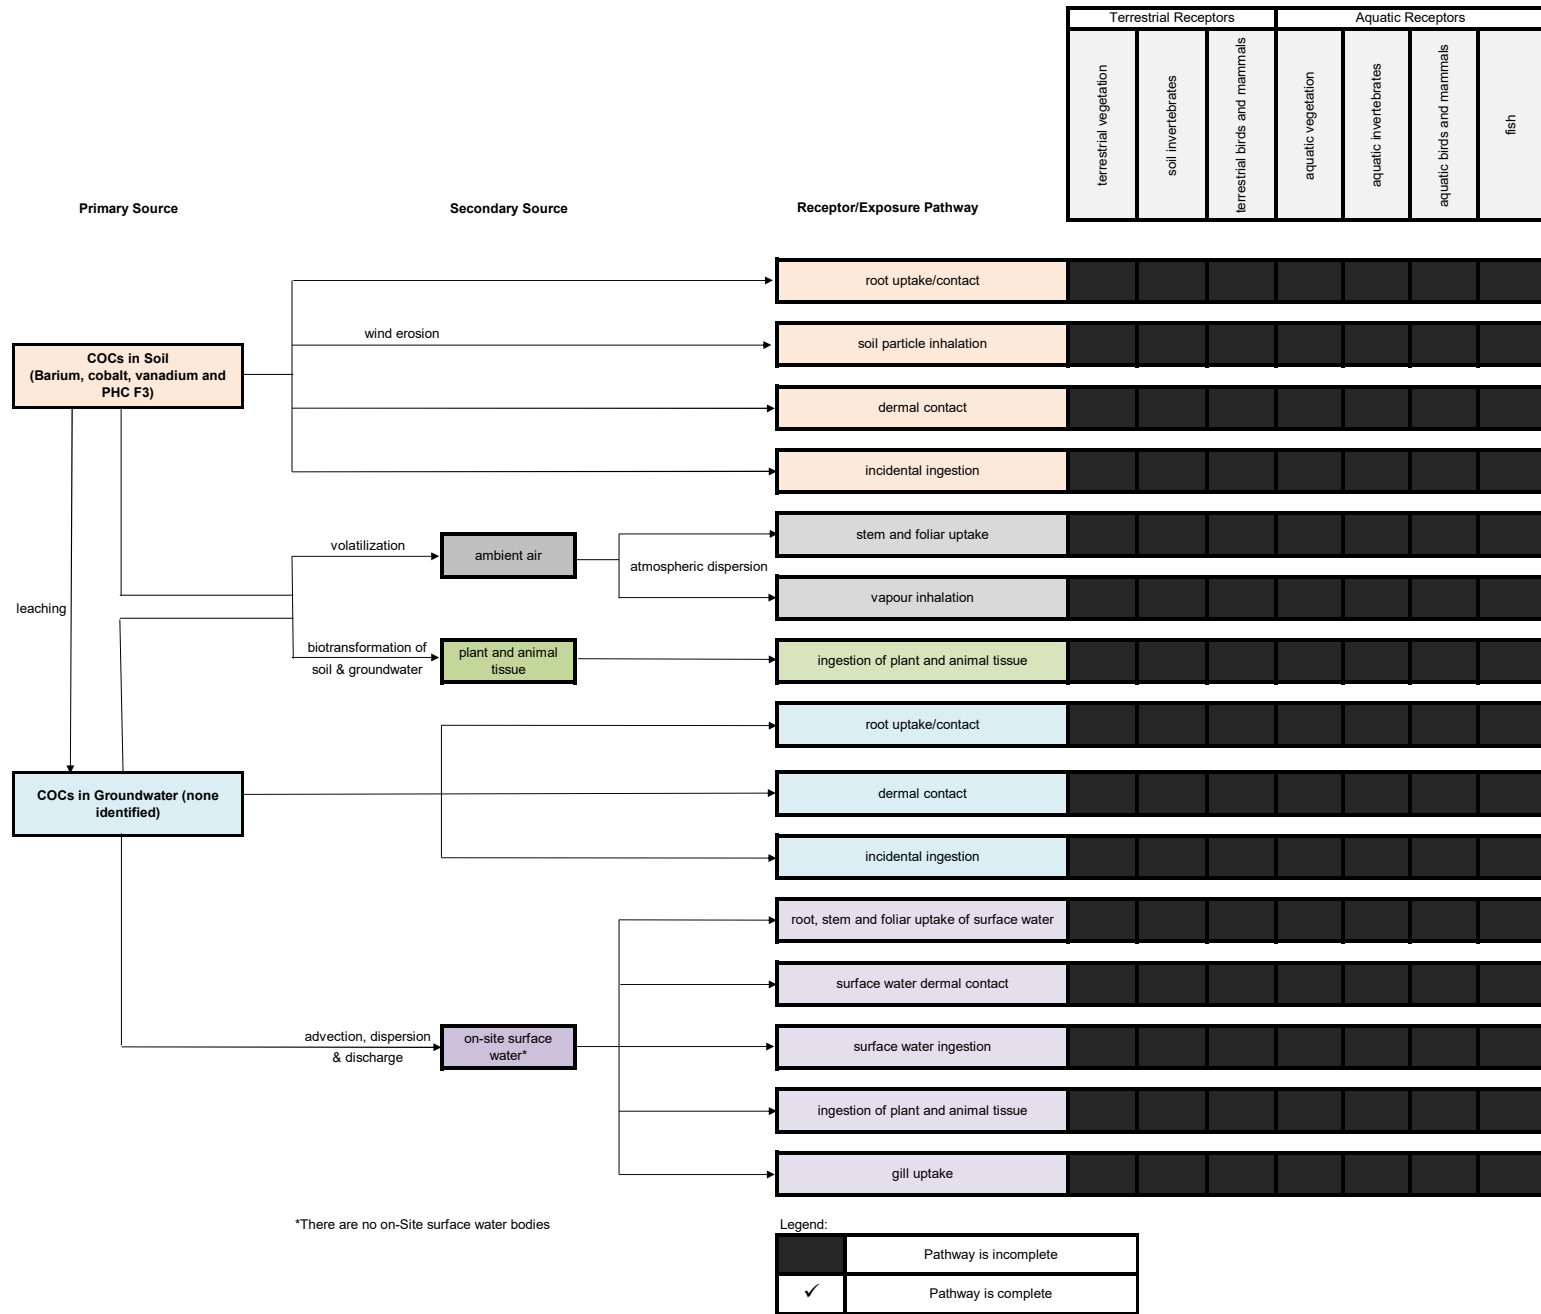 Terrestrial Receptors
Aquatic Receptors
terrestrial vegetation
soil invertebrates
terrestrial birds and mammals
aquatic vegetation
aquatic invertebrates
aquatic birds and mammals
fish
Primary Source
Secondary Source
Receptor/Exposure Pathway
root uptake/contact
wind erosion
soil particle inhalation
COCs in Soil
(Barium, cobalt, vanadium and
PHC F3)
dermal contact
incidental ingestion
stem and foliar uptake
volatilization
ambient air
atmospheric dispersion
vapour inhalation
leaching
biotransformation of
soil & groundwater
plant and animal
tissue
ingestion of plant and animal tissue
root uptake/contact
COCs in Groundwater (none
identified)
dermal contact
incidental ingestion
root, stem and foliar uptake of surface water
surface water dermal contact
advection, dispersion
& discharge
on-site surface
water*
surface water ingestion
ingestion of plant and animal tissue
gill uptake
*There are no on-Site surface water bodies
Legend:
Pathway is incomplete
✓ Pathway is complete